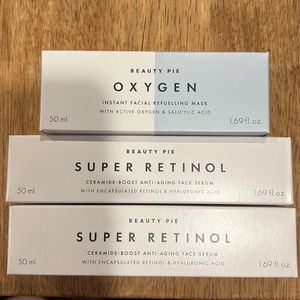 BEAUTY PIE
OXYGEN
INSTANT FACIAL REFUELLING MASK
WITH ACTIVE OXYGEN & SALICYLIC ACID
50 ml
1.69 fl.oz.
BEAUTY PIE
SUPER RETINOL
CERAMIDE-BOOST ANTI-AGING FACE SERUM
WITH ENCAPSULATED RETINOL & HYALURONIC ACID
50 ml
1.69 fl.oz.
BEAUTY PIE
SUPER RETINOL
CERAMIDE-BOOST ANTI-AGING FACE SERUM
WITH ENCAPSULATED RETINOL & HYALURONIC ACID
50 ml
1.69 fl.oz.